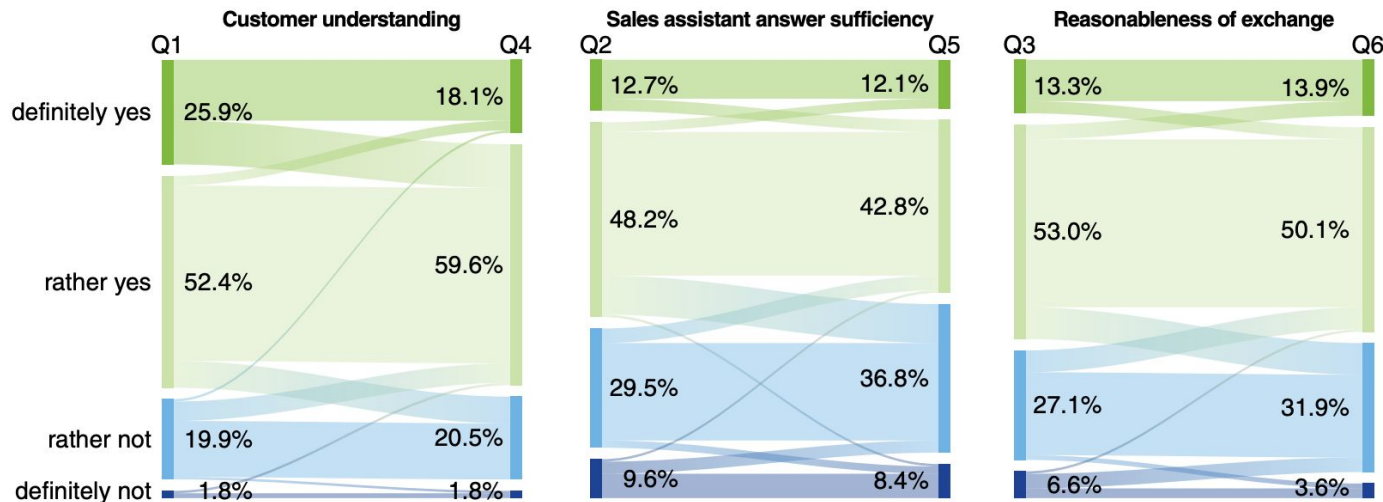 Customer understanding
Sales assistant answer sufficiency
Reasonableness of exchange
Q1 Q4 Q2 Q5 Q3 Q6
definitely yes 25.9% 18.1% 12.7% 12.1% 13.3% 13.9%
rather yes 52.4% 59.6% 48.2% 42.8% 53.0% 50.1%
rather not 19.9% 20.5% 29.5% 36.8% 27.1% 31.9%
definitely not 1.8% 1.8% 9.6% 8.4% 6.6% 3.6%